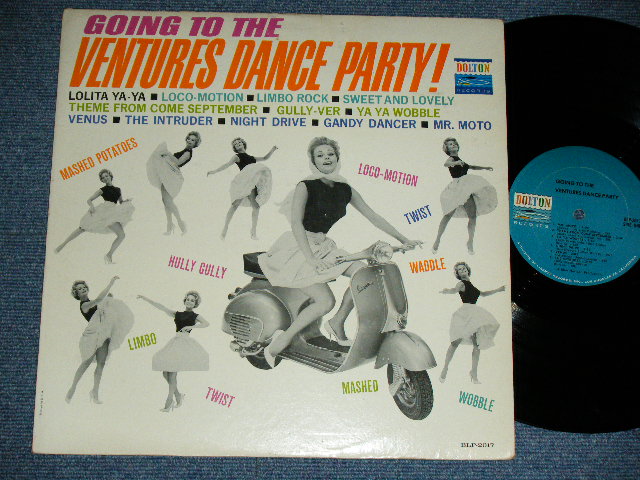 GOING TO THE
VENTURES DANCE PARTY!
DOLTON
RECORDS
LOLITA YA-YA ■ LOCO-MOTION ■ LIMBO ROCK ■ SWEET AND LOVELY
THEME FROM COME SEPTEMBER ■ GULLY-VER ■ YA YA WOBBLE
VENUS ■ THE INTRUDER ■ NIGHT DRIVE ■ GANDY DANCER ■ MR. MOTO
MASHED POTATOES
LOCO-MOTION
TWIST
HULLY GULLY
WADDLE
LIMBO
TWIST
MASHED
WOBBLE
BLP-2017
DOLTON
RECORDS
GOING TO THE
VENTURES DANCE PARTY